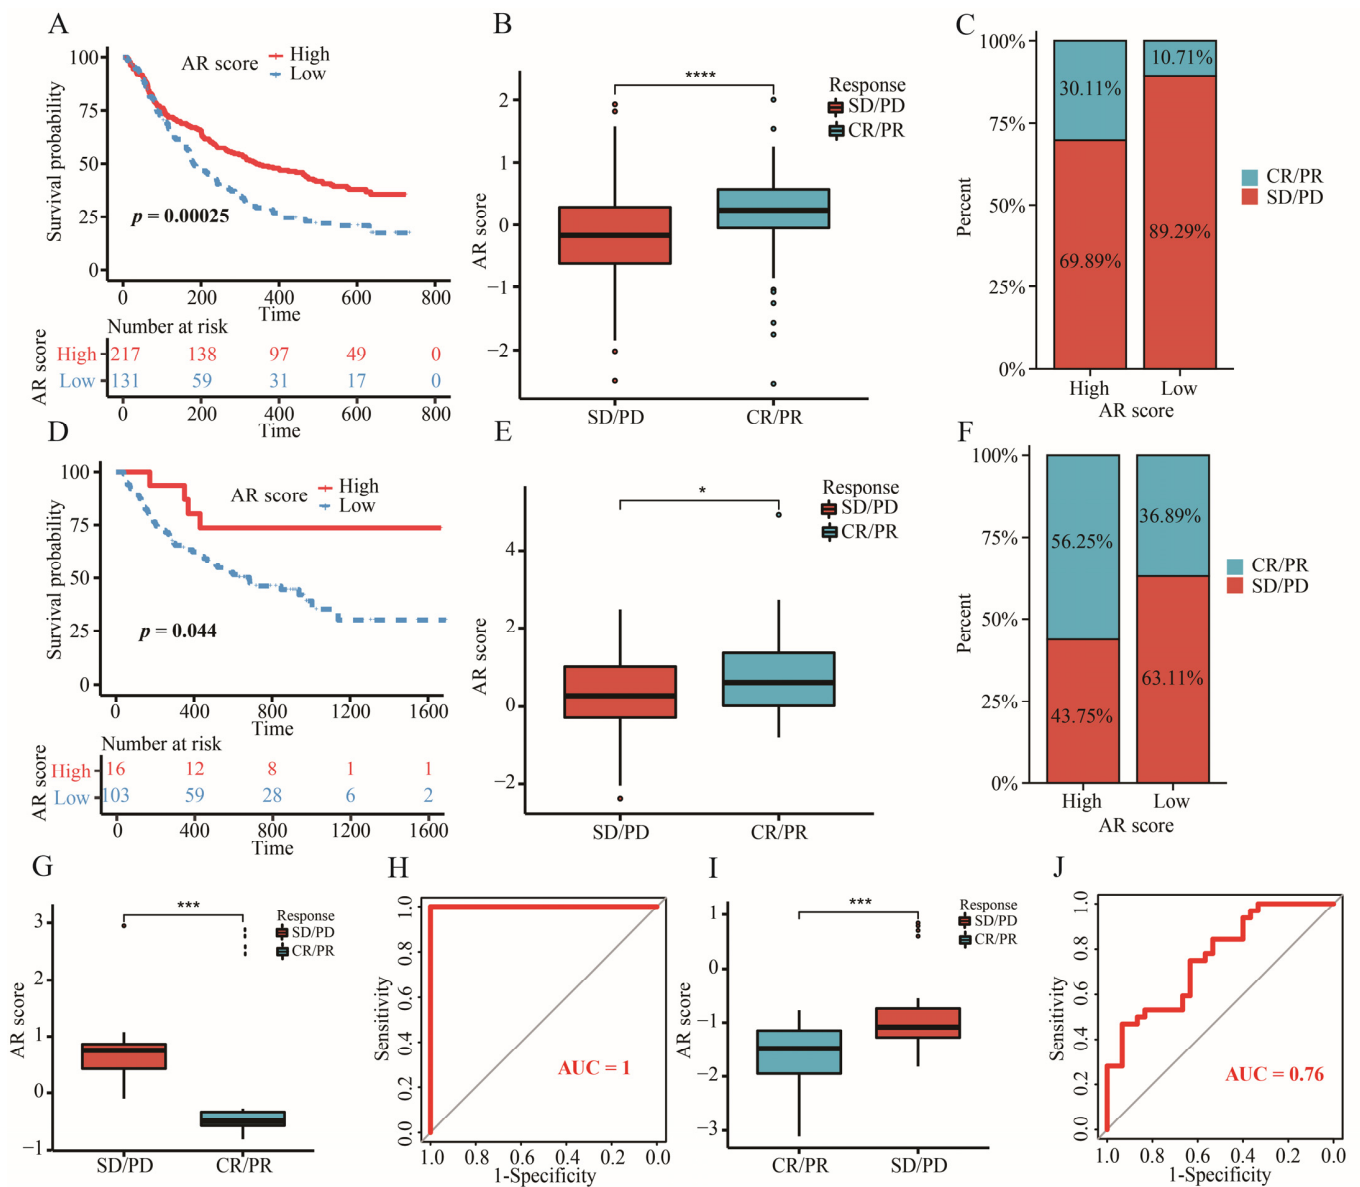 A
AR score
High
Low
Survival probability
100
75
50
25
0
p = 0.00025
0 200 400 600 800
Time
Number at risk
AR score
High 217 138 97 49 0
Low 131 59 31 17 0
0 200 400 600 800
Time
B
****
Response
SD/PD
CR/PR
AR score
2
1
0
−1
−2
SD/PD CR/PR
C
Percent
100%
75%
50%
25%
0%
30.11% 10.71%
69.89% 89.29%
CR/PR
SD/PD
High Low
AR score
D
AR score
High
Low
Survival probability
100
75
50
25
0
p = 0.044
0 400 800 1200 1600
Time
Number at risk
AR score
High 16 12 8 1 1
Low 103 59 28 6 2
0 400 800 1200 1600
Time
E
*
Response
SD/PD
CR/PR
AR score
4
2
0
−2
SD/PD CR/PR
F
Percent
100%
75%
50%
25%
0%
56.25% 36.89%
43.75% 63.11%
CR/PR
SD/PD
High Low
AR score
G
***
Response
SD/PD
CR/PR
AR score
3
2
1
0
−1
SD/PD CR/PR
H
Sensitivity
1.0
0.8
0.6
0.4
0.2
0.0
AUC = 1
1.0 0.8 0.6 0.4 0.2 0.0
1-Specificity
I
***
Response
SD/PD
CR/PR
AR score
1
0
−1
−2
−3
CR/PR SD/PD
J
Sensitivity
1.0
0.8
0.6
0.4
0.2
0.0
AUC = 0.76
1.0 0.8 0.6 0.4 0.2 0.0
1-Specificity